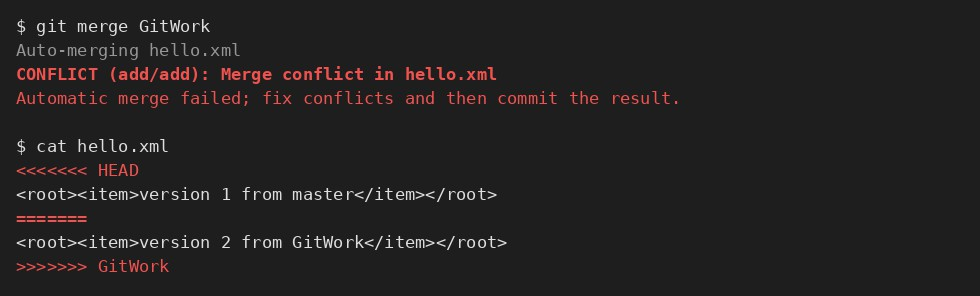 $ git merge GitWork
Auto-merging hello.xml
CONFLICT (add/add): Merge conflict in hello.xml
Automatic merge failed; fix conflicts and then commit the result.
$ cat hello.xml
<<<<<<< HEAD
<root><item>version 1 from master</item></root>
=======
<root><item>version 2 from GitWork</item></root>
>>>>>>> GitWork